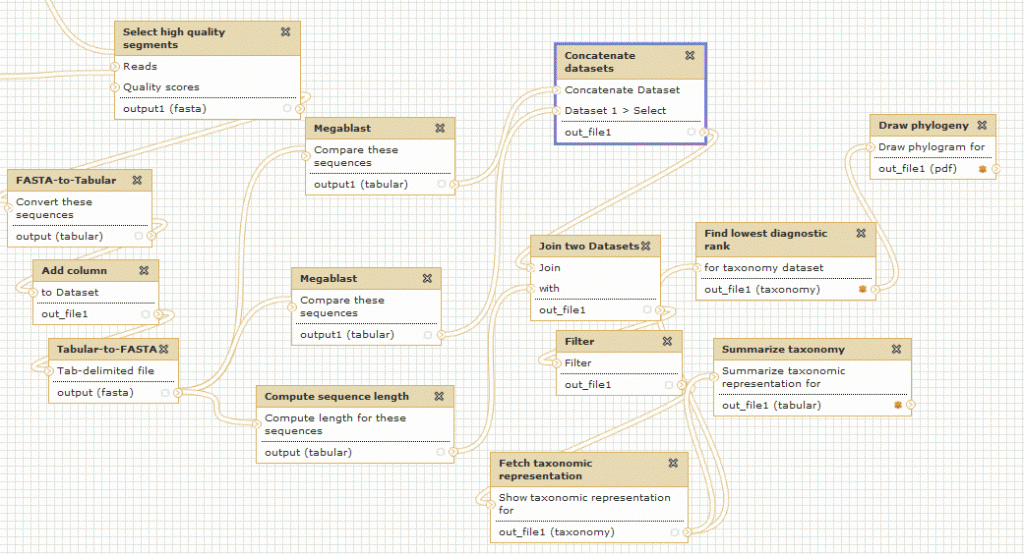 Select high quality
segments
Reads
Quality scores
output1 (fasta)
Concatenate
datasets
Concatenate Dataset
Dataset 1 > Select
out_file1
Megablast
Compare these
sequences
output1 (tabular)
Draw phylogeny
Draw phylogram for
out_file1 (pdf)
FASTA-to-Tabular
Convert these
sequences
output (tabular)
Join two Datasets
Join
with
out_file1
Find lowest diagnostic
rank
for taxonomy dataset
out_file1 (taxonomy)
Add column
to Dataset
out_file1
Megablast
Compare these
sequences
output1 (tabular)
Tabular-to-FASTA
Tab-delimited file
output (fasta)
Filter
Filter
out_file1
Summarize taxonomy
Summarize taxonomic
representation for
out_file1 (tabular)
Compute sequence length
Compute length for these
sequences
output (tabular)
Fetch taxonomic
representation
Show taxonomic representation
for
out_file1 (taxonomy)